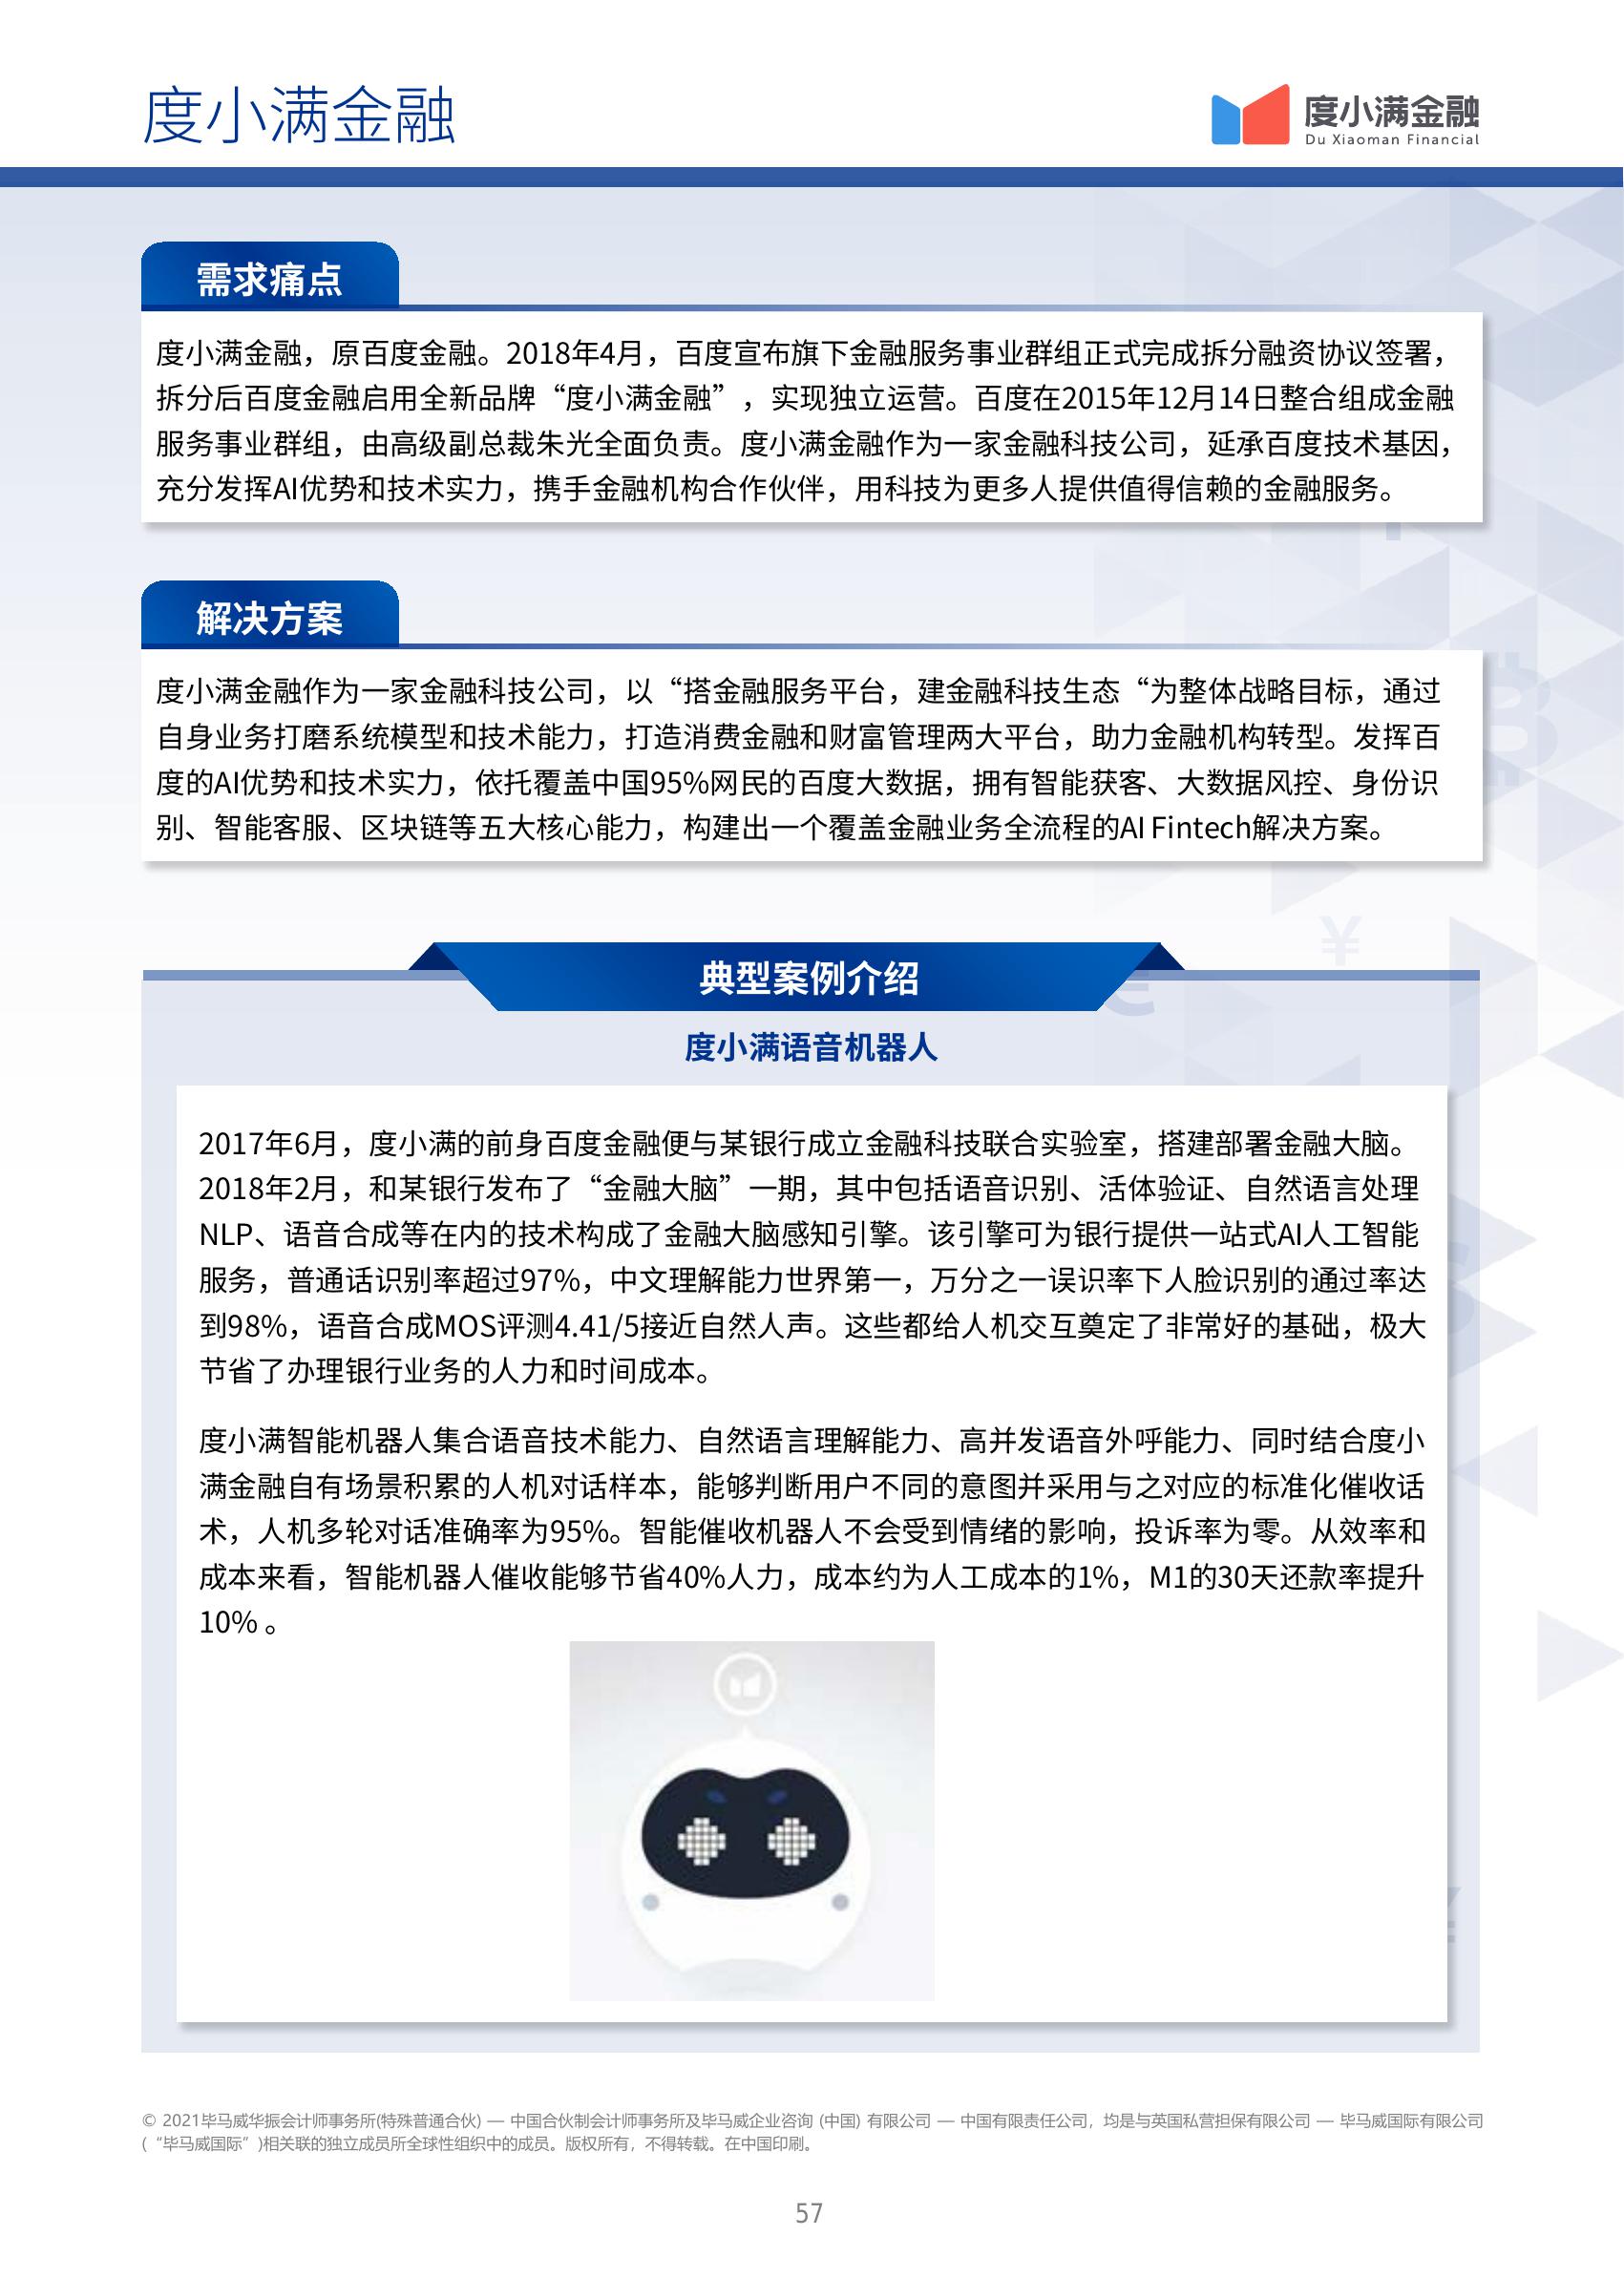 度小满金融
度小满金融
Du Xiaoman Financial
需求痛点
度小满金融，原百度金融。2018年4月，百度宣布旗下金融服务事业群组正式完成拆分融资协议签署，
拆分后百度金融启用全新品牌“度小满金融”，实现独立运营。百度在2015年12月14日整合组成金融
服务事业群组，由高级副总裁朱光全面负责。度小满金融作为一家金融科技公司，延承百度技术基因，
充分发挥AI优势和技术实力，携手金融机构合作伙伴，用科技为更多人提供值得信赖的金融服务。
解决方案
度小满金融作为一家金融科技公司，以“搭金融服务平台，建金融科技生态“为整体战略目标，通过
自身业务打磨系统模型和技术能力，打造消费金融和财富管理两大平台，助力金融机构转型。发挥百
度的AI优势和技术实力，依托覆盖中国95%网民的百度大数据，拥有智能获客、大数据风控、身份识
别、智能客服、区块链等五大核心能力，构建出一个覆盖金融业务全流程的AI Fintech解决方案。
典型案例介绍
度小满语音机器人
2017年6月，度小满的前身百度金融便与某银行成立金融科技联合实验室，搭建部署金融大脑。
2018年2月，和某银行发布了“金融大脑”一期，其中包括语音识别、活体验证、自然语言处理
NLP、语音合成等在内的技术构成了金融大脑感知引擎。该引擎可为银行提供一站式AI人工智能
服务，普通话识别率超过97%，中文理解能力世界第一，万分之一误识率下人脸识别的通过率达
到98%，语音合成MOS评测4.41/5接近自然人声。这些都给人机交互奠定了非常好的基础，极大
节省了办理银行业务的人力和时间成本。
度小满智能机器人集合语音技术能力、自然语言理解能力、高并发语音外呼能力、同时结合度小
满金融自有场景积累的人机对话样本，能够判断用户不同的意图并采用与之对应的标准化催收话
术，人机多轮对话准确率为95%。智能催收机器人不会受到情绪的影响，投诉率为零。从效率和
成本来看，智能机器人催收能够节省40%人力，成本约为人工成本的1%，M1的30天还款率提升
10% 。
© 2021毕马威华振会计师事务所(特殊普通合伙) — 中国合伙制会计师事务所及毕马威企业咨询 (中国) 有限公司 — 中国有限责任公司，均是与英国私营担保有限公司 — 毕马威国际有限公司
(“毕马威国际”)相关联的独立成员所全球性组织中的成员。版权所有，不得转载。在中国印刷。
57